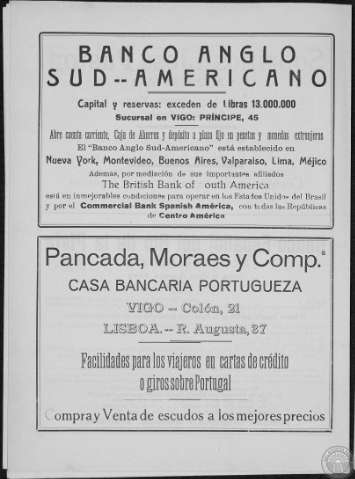 BANCO ANGLO
SUD--AMERICANO
Capital y reservas: exceden de Libras 13.000.000
Sucursal en VIGO: PRÍNCIPE, 45
Abre cuenta corriente, Caja de Ahorros y depósito a plazo fijo en pesetas y monedas extranjeras
El "Banco Anglo Sud-Americano" está establecido en
Nueva York, Montevideo, Buenos Aires, Valparaiso, Lima, Méjico
Ademas, por mediación de sus importantes afiliados
The British Bank of outh America
está en inmejorables condiciones para operar en los Estados Unidos del Brasil
y por el Commercial Bank Spanish América, con todas las Repúblicas
de Centro América
Pancada, Moraes y Comp.ª
CASA BANCARIA PORTUGUEZA
VIGO -- Colón, 21
LISBOA.-- R. Augusta, 37
Facilidades para los viajeros en cartas de crédito
o giros sobre Portugal
Compra y Venta de escudos a los mejores precios